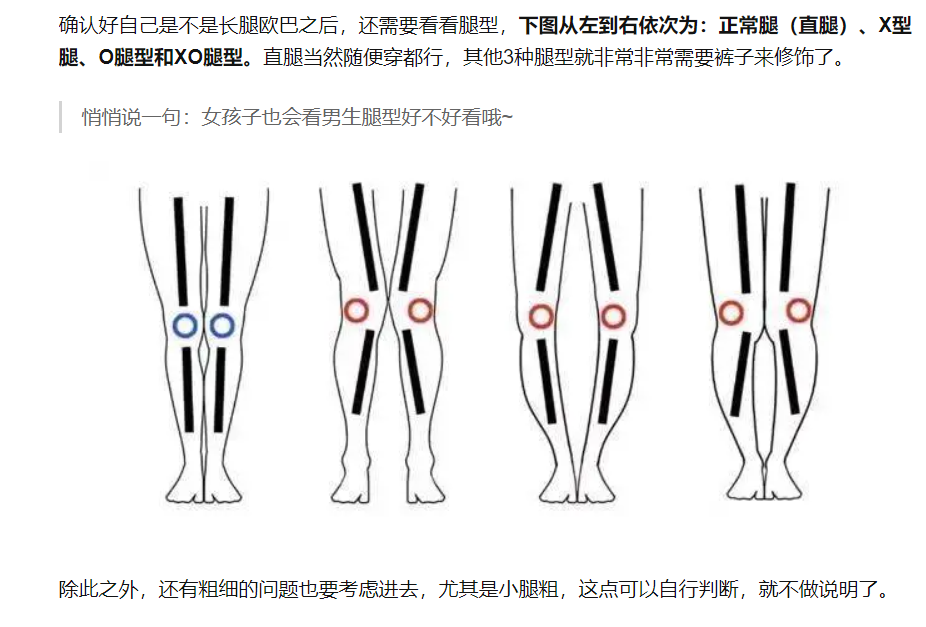 确认好自己是不是长腿欧巴之后，还需要看看腿型，下图从左到右依次为：正常腿（直腿）、X型
腿、O腿型和XO腿型。直腿当然随便穿都行，其他3种腿型就非常非常需要裤子来修饰了。
悄悄说一句：女孩子也会看男生腿型好不好看哦~
除此之外，还有粗细的问题也要考虑进去，尤其是小腿粗，这点可以自行判断，就不做说明了。